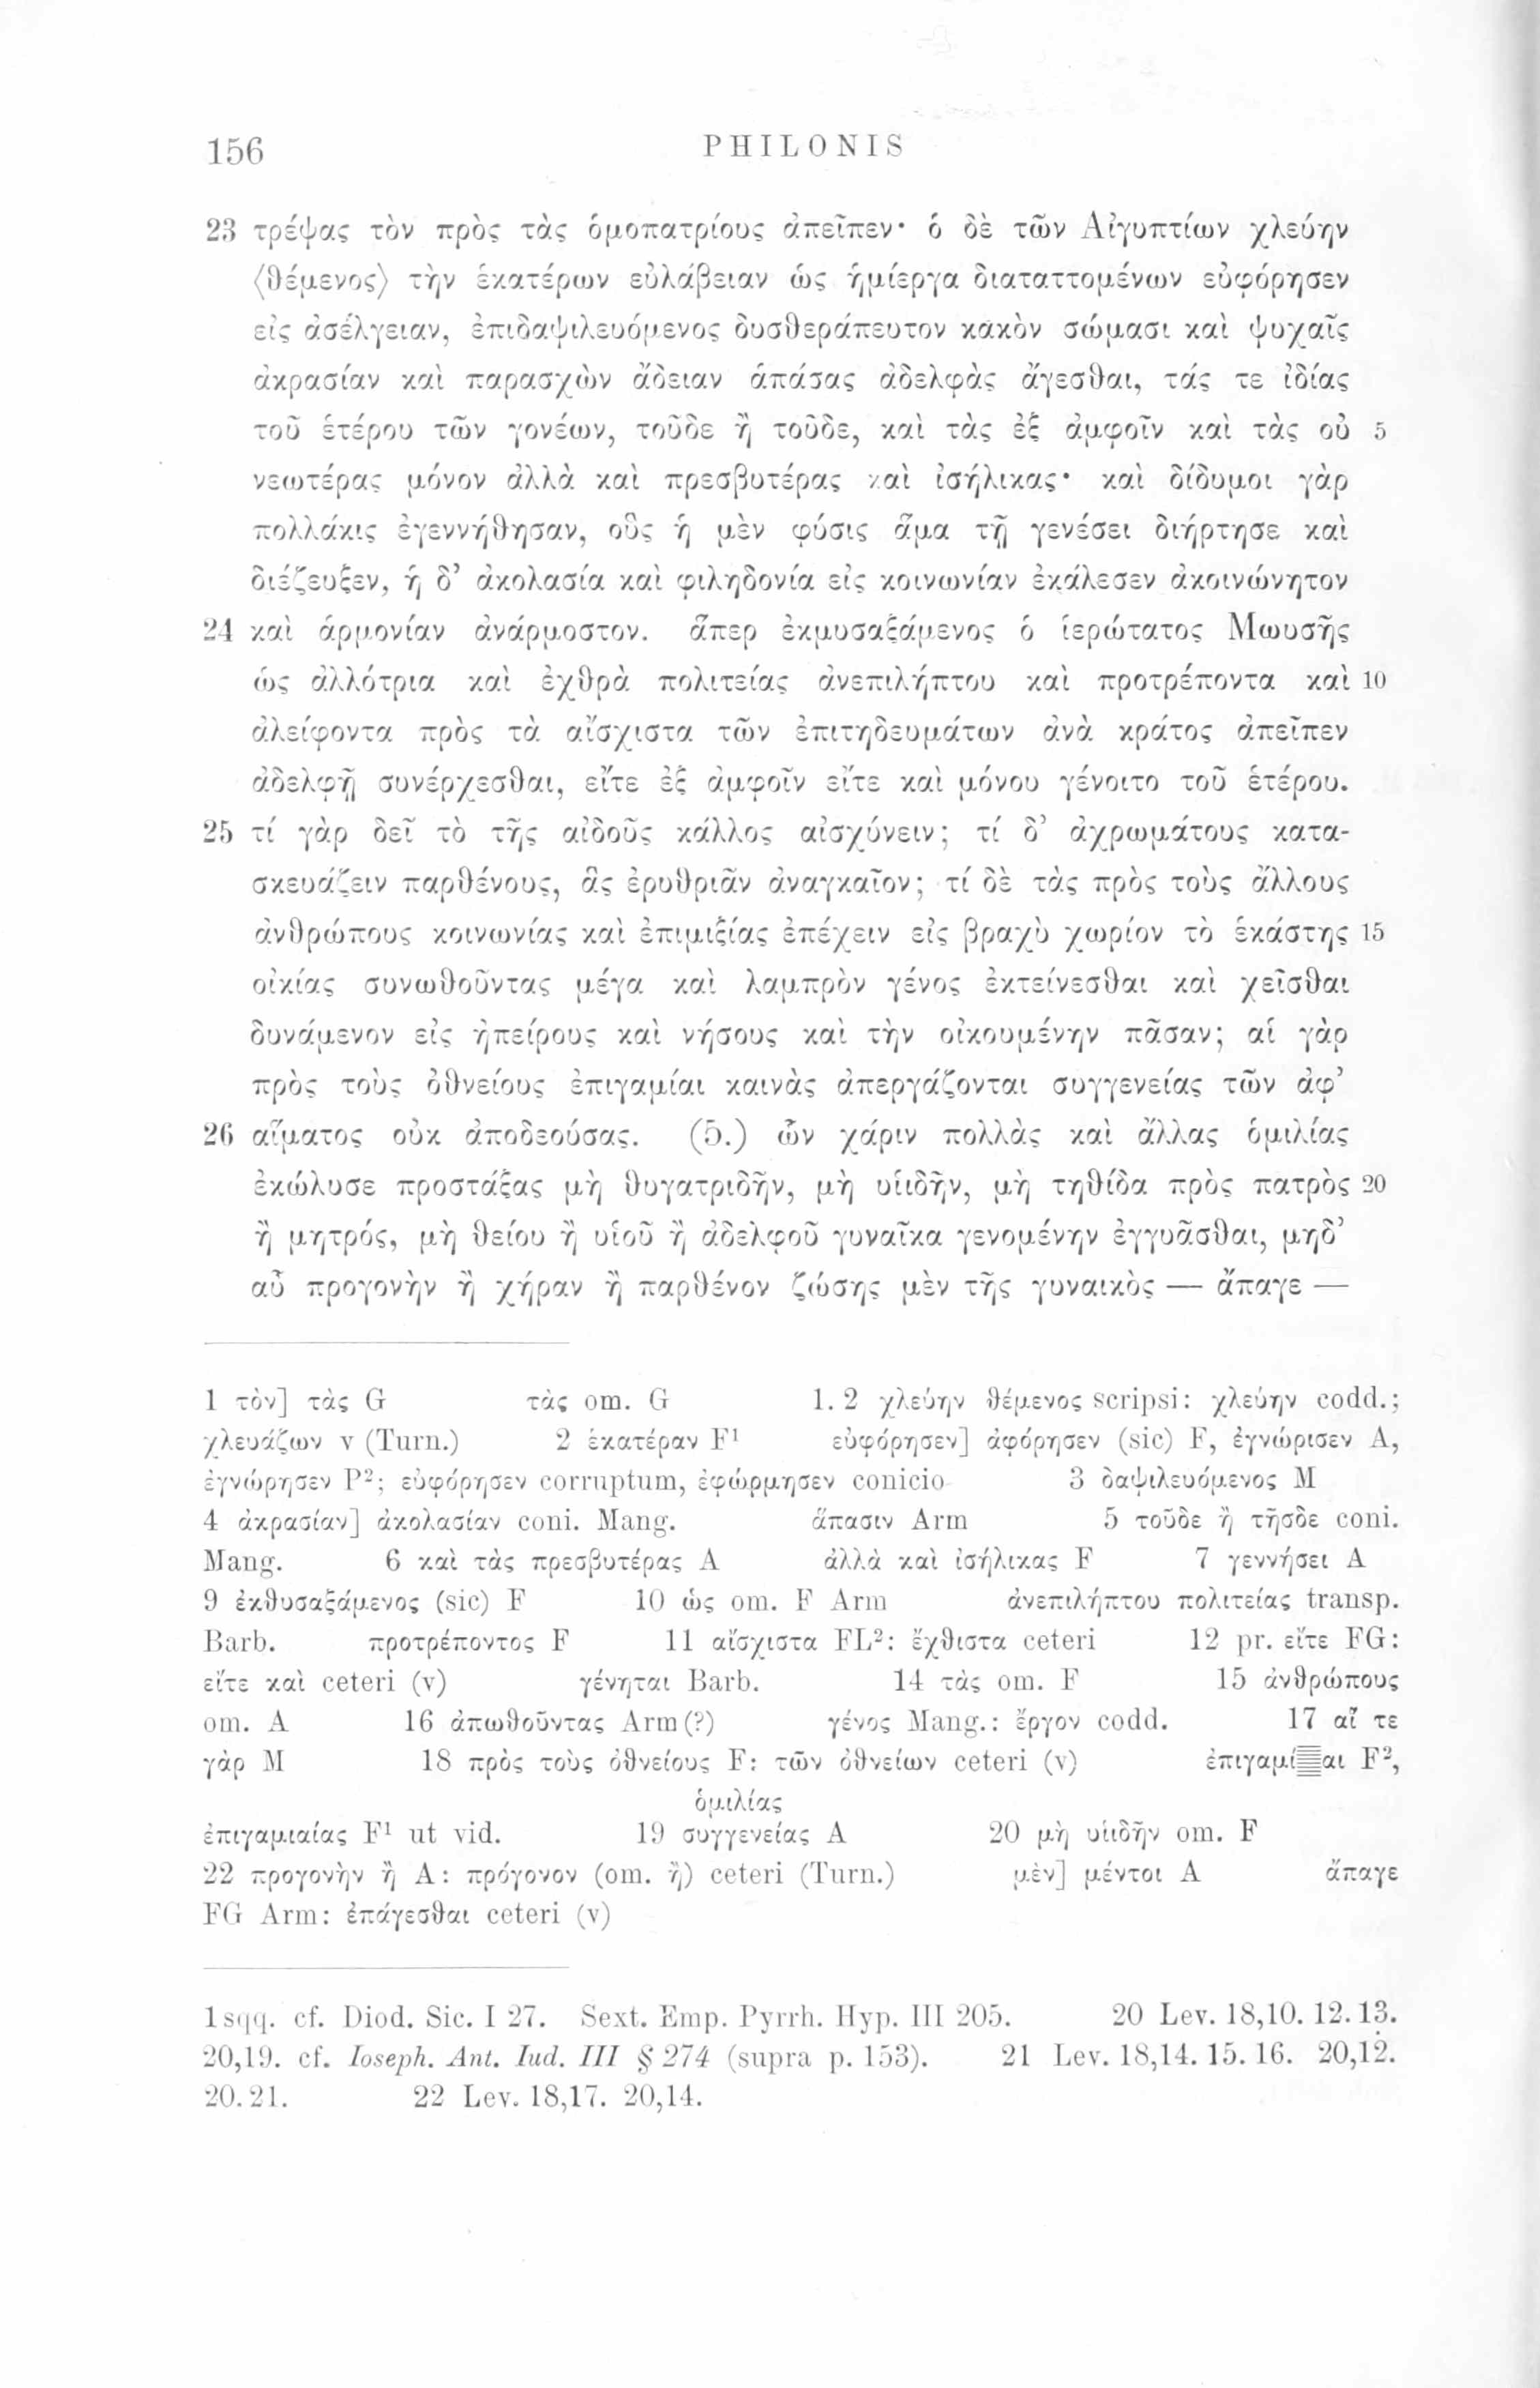 156 PHILONIS
23 τρέψας τὸν πρὸς τὰς ὁμοπατρίους ἀπεῖπεν· ὁ δὲ τῶν Αἰγυπτίων χλεύην
⟨θέμενος⟩ τὴν ἑκατέρων εὐλάβειαν ὡς ἡμίεργα διαταττομένων εὐφόρησεν
εἰς ἀσέλγειαν, ἐπιδαψιλευόμενος δυσθεράπευτον κακὸν σώμασι καὶ ψυχαῖς
ἀκρασίαν καὶ παρασχὼν ἄδειαν ἁπάσας ἀδελφὰς ἄγεσθαι, τάς τε ἰδίας
τοῦ ἑτέρου τῶν γονέων, τοῦδε ἢ τοῦδε, καὶ τὰς ἐξ ἀμφοῖν καὶ τὰς οὐ 5
νεωτέρας μόνον ἀλλὰ καὶ πρεσβυτέρας καὶ ἰσήλικας· καὶ δίδυμοι γὰρ
πολλάκις ἐγεννήθησαν, οὓς ἡ μὲν φύσις ἅμα τῇ γενέσει διήρτησε καὶ
διέζευξεν, ἡ δ’ ἀκολασία καὶ φιληδονία εἰς κοινωνίαν ἐκάλεσεν ἀκοινώνητον
24 καὶ ἁρμονίαν ἀνάρμοστον. ἅπερ ἐκμυσαξάμενος ὁ ἱερώτατος Μωυσῆς
ὡς ἀλλότρια καὶ ἐχθρὰ πολιτείας ἀνεπιλήπτου καὶ προτρέποντα καὶ 10
ἀλείφοντα πρὸς τὰ αἴσχιστα τῶν ἐπιτηδευμάτων ἀνὰ κράτος ἀπεῖπεν
ἀδελφῇ συνέρχεσθαι, εἴτε ἐξ ἀμφοῖν εἴτε καὶ μόνου γένοιτο τοῦ ἑτέρου.
25 τί γὰρ δεῖ τὸ τῆς αἰδοῦς κάλλος αἰσχύνειν; τί δ’ ἀχρωμάτους κατα-
σκευάζειν παρθένους, ἃς ἐρυθριᾶν ἀναγκαῖον; τί δὲ τὰς πρὸς τοὺς ἄλλους
ἀνθρώπους κοινωνίας καὶ ἐπιμιξίας ἐπέχειν εἰς βραχὺ χωρίον τὸ ἑκάστης 15
οἰκίας συνωθοῦντας μέγα καὶ λαμπρὸν γένος ἐκτείνεσθαι καὶ χεῖσθαι
δυνάμενον εἰς ἠπείρους καὶ νήσους καὶ τὴν οἰκουμένην πᾶσαν; αἱ γὰρ
πρὸς τοὺς ὀθνείους ἐπιγαμίαι καινὰς ἀπεργάζονται συγγενείας τῶν ἀφ’
26 αἵματος οὐκ ἀποδεούσας. (5.) ὧν χάριν πολλὰς καὶ ἄλλας ὁμιλίας
ἐκώλυσε προστάξας μὴ θυγατριδῆν, μὴ υἱιδῆν, μὴ τηθίδα πρὸς πατρὸς 20
ἢ μητρός, μὴ θείου ἢ υἱοῦ ἢ ἀδελφοῦ γυναῖκα γενομένην ἐγγυᾶσθαι, μηδ’
αὖ προγονὴν ἢ χήραν ἢ παρθένον ζώσης μὲν τῆς γυναικὸς — ἄπαγε —
1 τὸν] τὰς G τὰς om. G 1. 2 χλεύην θέμενος scripsi: χλεύην codd.;
χλευάζων v (Turn.) 2 ἑκατέραν F¹ εὐφόρησεν] ἀφόρησεν (sic) F, ἐγνώρισεν A,
ἐγνώρησεν P²; εὐφόρησεν corruptum, ἐφώρμησεν conicio 3 δαψιλευόμενος M
4 ἀκρασίαν] ἀκολασίαν coni. Mang. ἅπασιν Arm 5 τοῦδε ἢ τῆσδε coni.
Mang. 6 καὶ τὰς πρεσβυτέρας A ἀλλὰ καὶ ἰσήλικας F 7 γεννήσει A
9 ἐκθυσαξάμενος (sic) F 10 ὡς om. F Arm ἀνεπιλήπτου πολιτείας transp.
Barb. προτρέποντος F 11 αἴσχιστα FL²: ἔχθιστα ceteri 12 pr. εἴτε FG:
εἴτε καὶ ceteri (v) γένηται Barb. 14 τὰς om. F 15 ἀνθρώπους
om. A 16 ἀπωθοῦντας Arm(?) γένος Mang.: ἔργον codd. 17 αἵ τε
γὰρ M 18 πρὸς τοὺς ὀθνείους F: τῶν ὀθνείων ceteri (v) ἐπιγαμίαι F²,
ὁμιλίας
ἐπιγαμιαίας F¹ ut vid. 19 συγγενείας A 20 μὴ υἱιδῆν om. F
22 προγονὴν ἢ A: πρόγονον (om. ἢ) ceteri (Turn.) μὲν] μέντοι A ἄπαγε
FG Arm: ἐπάγεσθαι ceteri (v)
1 sqq. cf. Diod. Sic. I 27. Sext. Emp. Pyrrh. Hyp. III 205. 20 Lev. 18,10. 12. 13.
20,19. cf. Ioseph. Ant. Iud. III § 274 (supra p. 153). 21 Lev. 18,14. 15. 16. 20,12.
20. 21. 22 Lev. 18,17. 20,14.